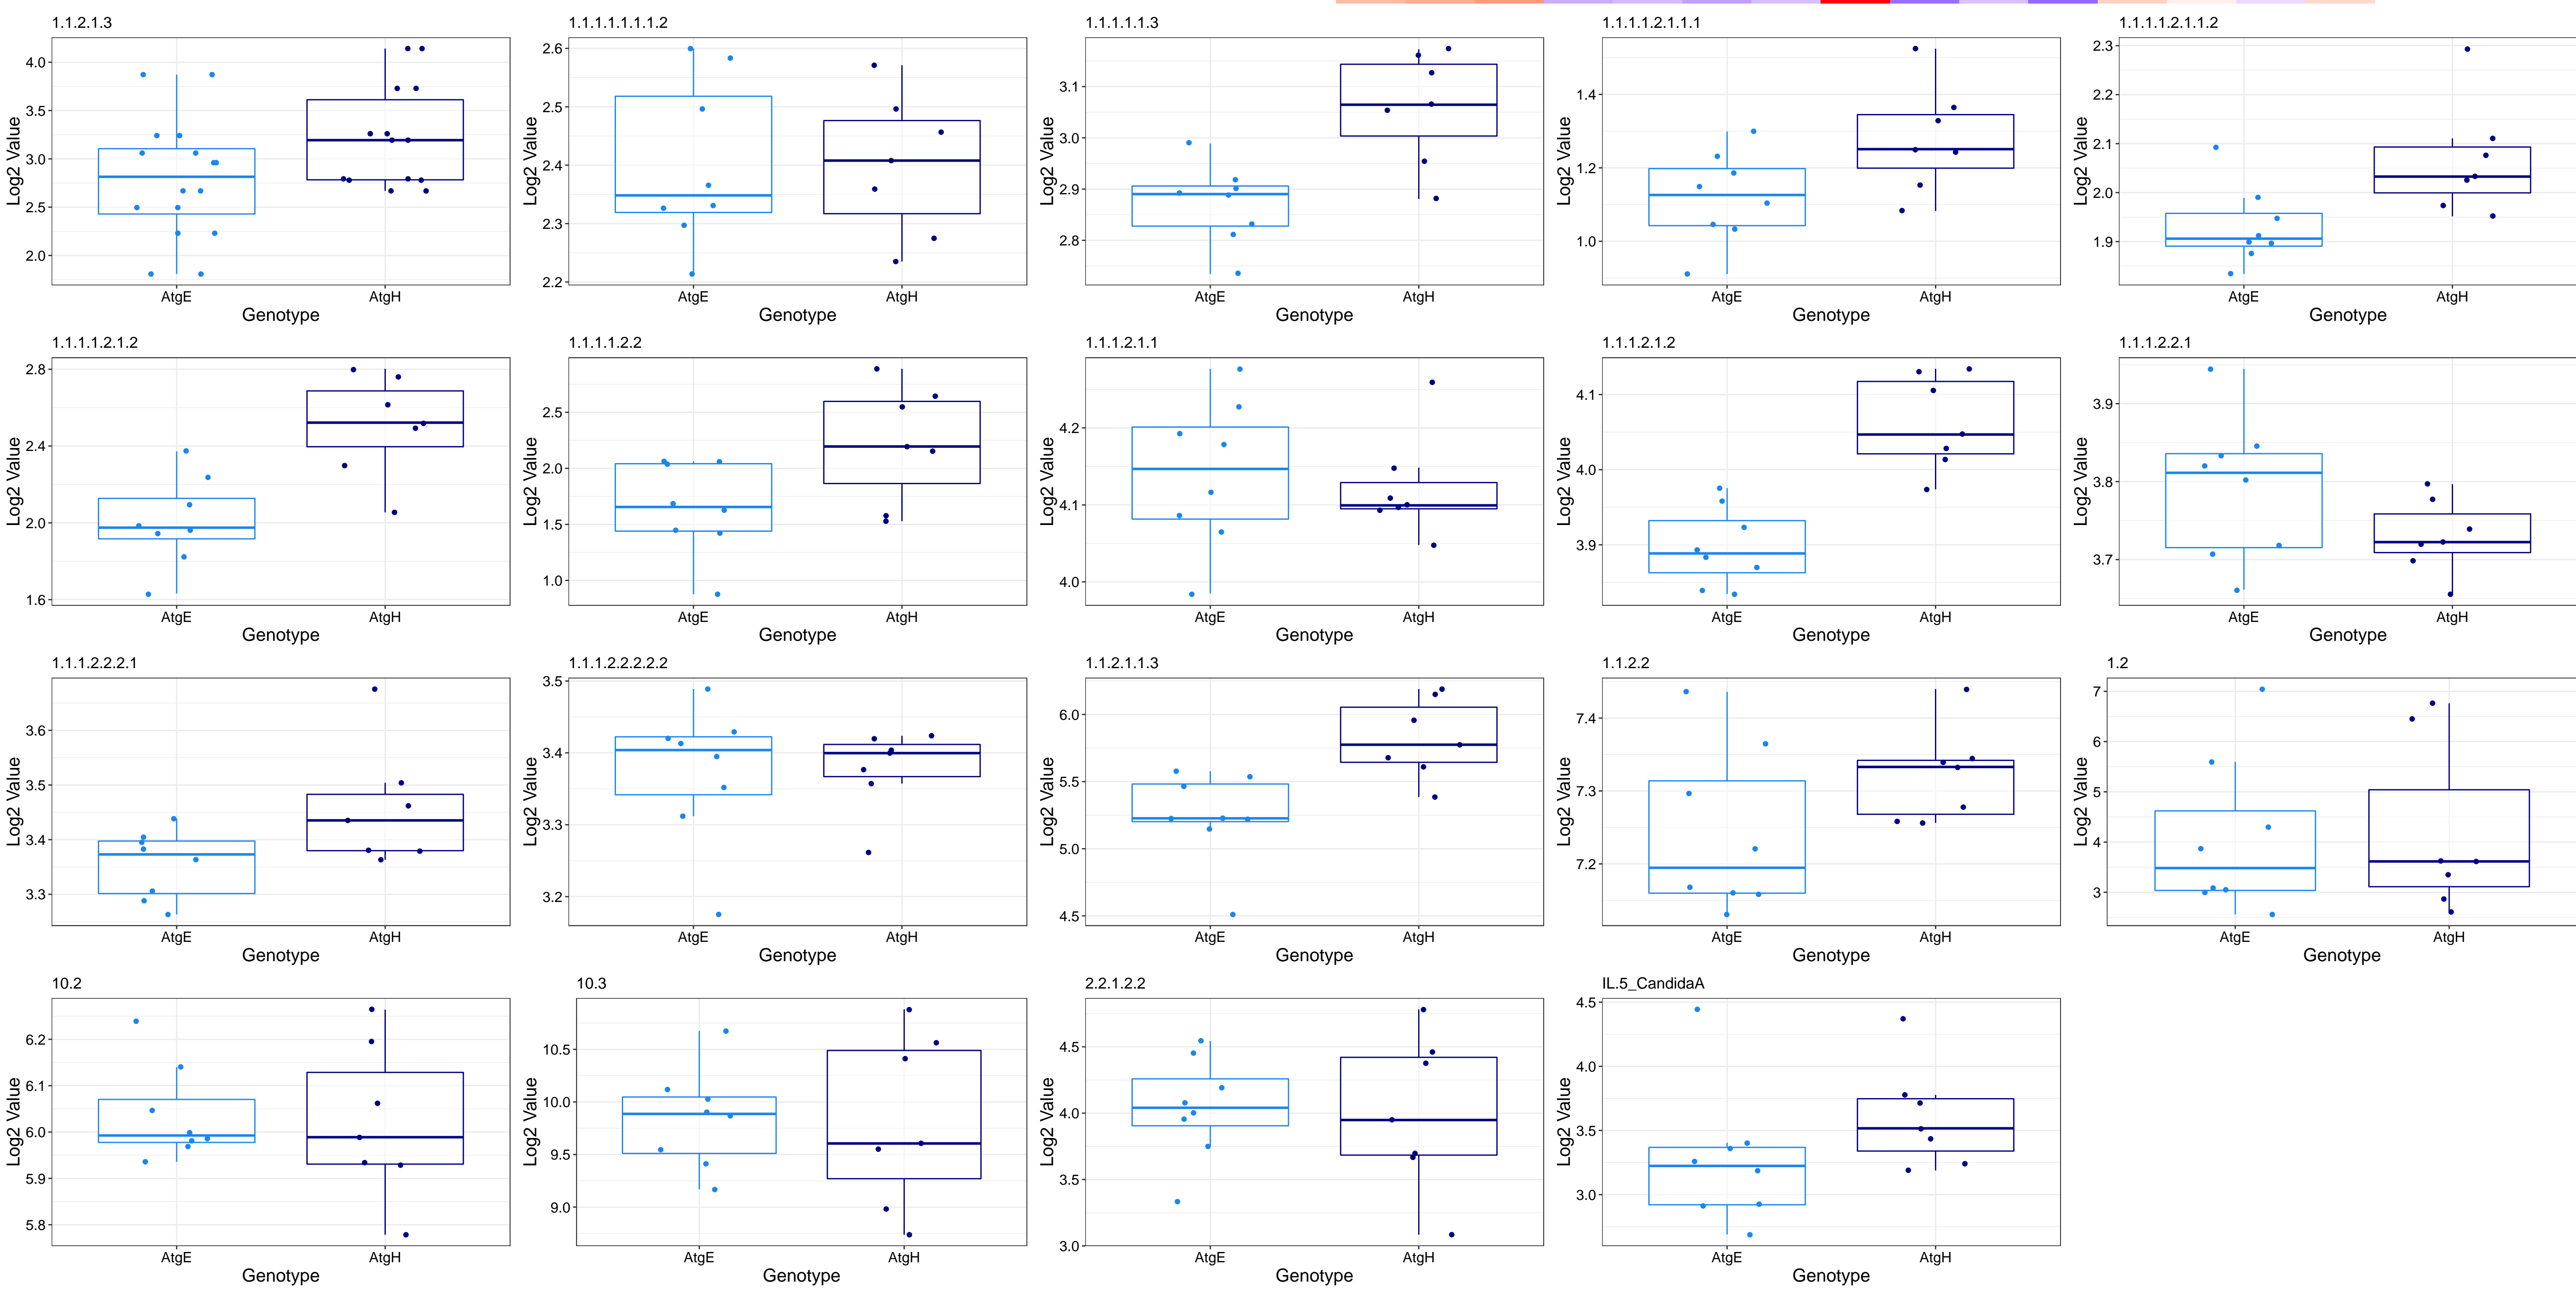 1.1.2.1.3
4.0
3.5
3.0
2.5
2.0
Log2 Value
AtgE AtgH
Genotype
1.1.1.1.1.1.1.1.2
2.6
2.5
2.4
2.3
2.2
Log2 Value
AtgE AtgH
Genotype
1.1.1.1.1.1.3
3.1
3.0
2.9
2.8
Log2 Value
AtgE AtgH
Genotype
1.1.1.1.1.2.1.1.1.1
1.4
1.2
1.0
Log2 Value
AtgE AtgH
Genotype
1.1.1.1.1.2.1.1.1.2
2.3
2.2
2.1
2.0
1.9
Log2 Value
AtgE AtgH
Genotype
1.1.1.1.1.2.1.2
2.8
2.4
2.0
1.6
Log2 Value
AtgE AtgH
Genotype
1.1.1.1.1.2.2
2.5
2.0
1.5
1.0
Log2 Value
AtgE AtgH
Genotype
1.1.1.1.2.1.1
4.2
4.1
4.0
Log2 Value
AtgE AtgH
Genotype
1.1.1.2.1.2
4.1
4.0
3.9
Log2 Value
AtgE AtgH
Genotype
1.1.1.2.2.1
3.9
3.8
3.7
Log2 Value
AtgE AtgH
Genotype
1.1.1.2.2.2.1
3.6
3.5
3.4
3.3
Log2 Value
AtgE AtgH
Genotype
1.1.1.2.2.2.2.2.2
3.5
3.4
3.3
3.2
Log2 Value
AtgE AtgH
Genotype
1.1.2.1.1.3
6.0
5.5
5.0
4.5
Log2 Value
AtgE AtgH
Genotype
1.1.2.2
7.4
7.3
7.2
Log2 Value
AtgE AtgH
Genotype
1.2
7
6
5
4
3
Log2 Value
AtgE AtgH
Genotype
10.2
6.2
6.1
6.0
5.9
5.8
Log2 Value
AtgE AtgH
Genotype
10.3
10.5
10.0
9.5
9.0
Log2 Value
AtgE AtgH
Genotype
2.2.1.2.2
4.5
4.0
3.5
3.0
Log2 Value
AtgE AtgH
Genotype
IL.5_CandidaA
4.5
4.0
3.5
3.0
Log2 Value
AtgE AtgH
Genotype